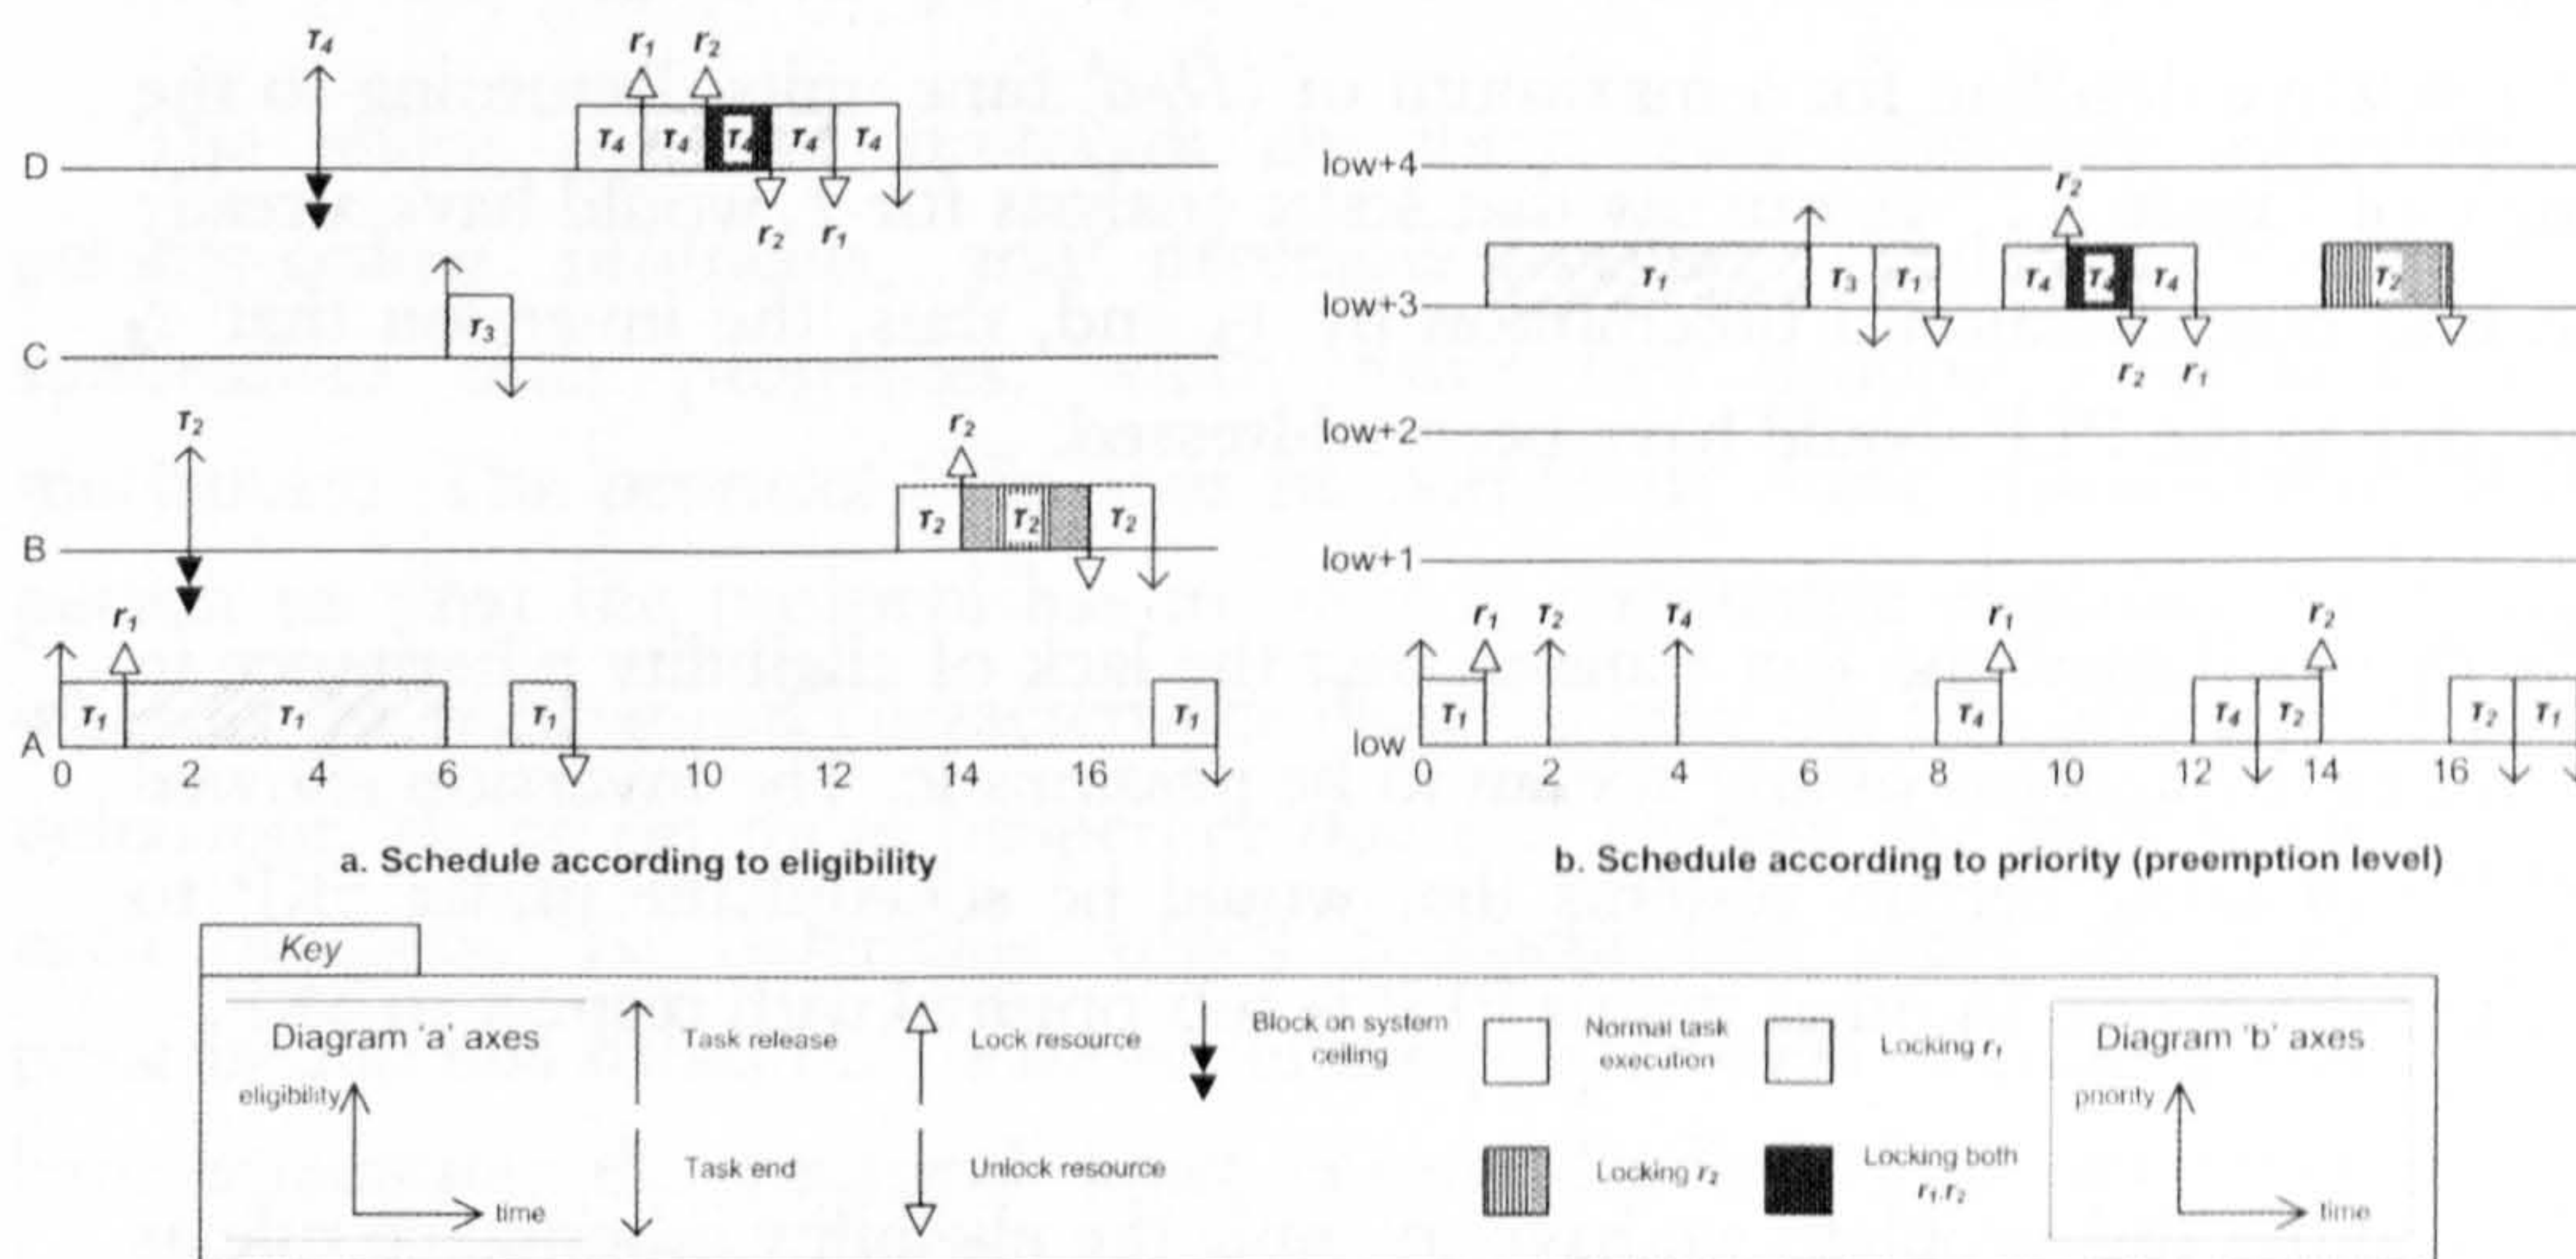 τ4 r1 r2
D τ4 τ4 τ4 τ4 τ4
r2 r1
C τ3
τ2 r2
B τ2 τ2 τ2
r1
A τ1 τ1 τ1 τ1
0 2 4 6 10 12 14 16
a. Schedule according to eligibility
low+4
r2
low+3 τ1 τ3 τ1 τ4 τ4 τ4 τ2
r2 r1
low+2
low+1
r1 τ2 τ4 r1 r2
low τ1 τ4 τ4 τ2 τ2 τ1
0 2 4 6 8 10 12 14 16
b. Schedule according to priority (preemption level)
Key
Diagram 'a' axes
eligibility
time
Task release
Task end
Lock resource
Unlock resource
Block on system
ceiling
Normal task
execution
Locking r1
Locking r2
Locking both
r1.r2
Diagram 'b' axes
priority
time